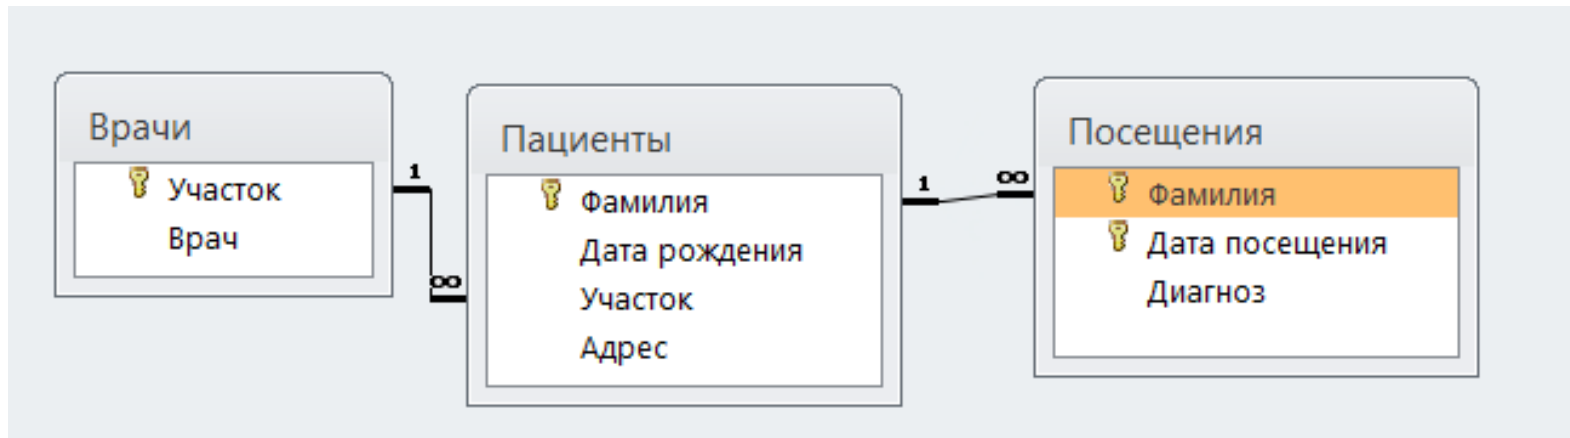 Врачи
Участок
Врач
1
∞
Пациенты
Фамилия
Дата рождения
Участок
Адрес
1
∞
Посещения
Фамилия
Дата посещения
Диагноз